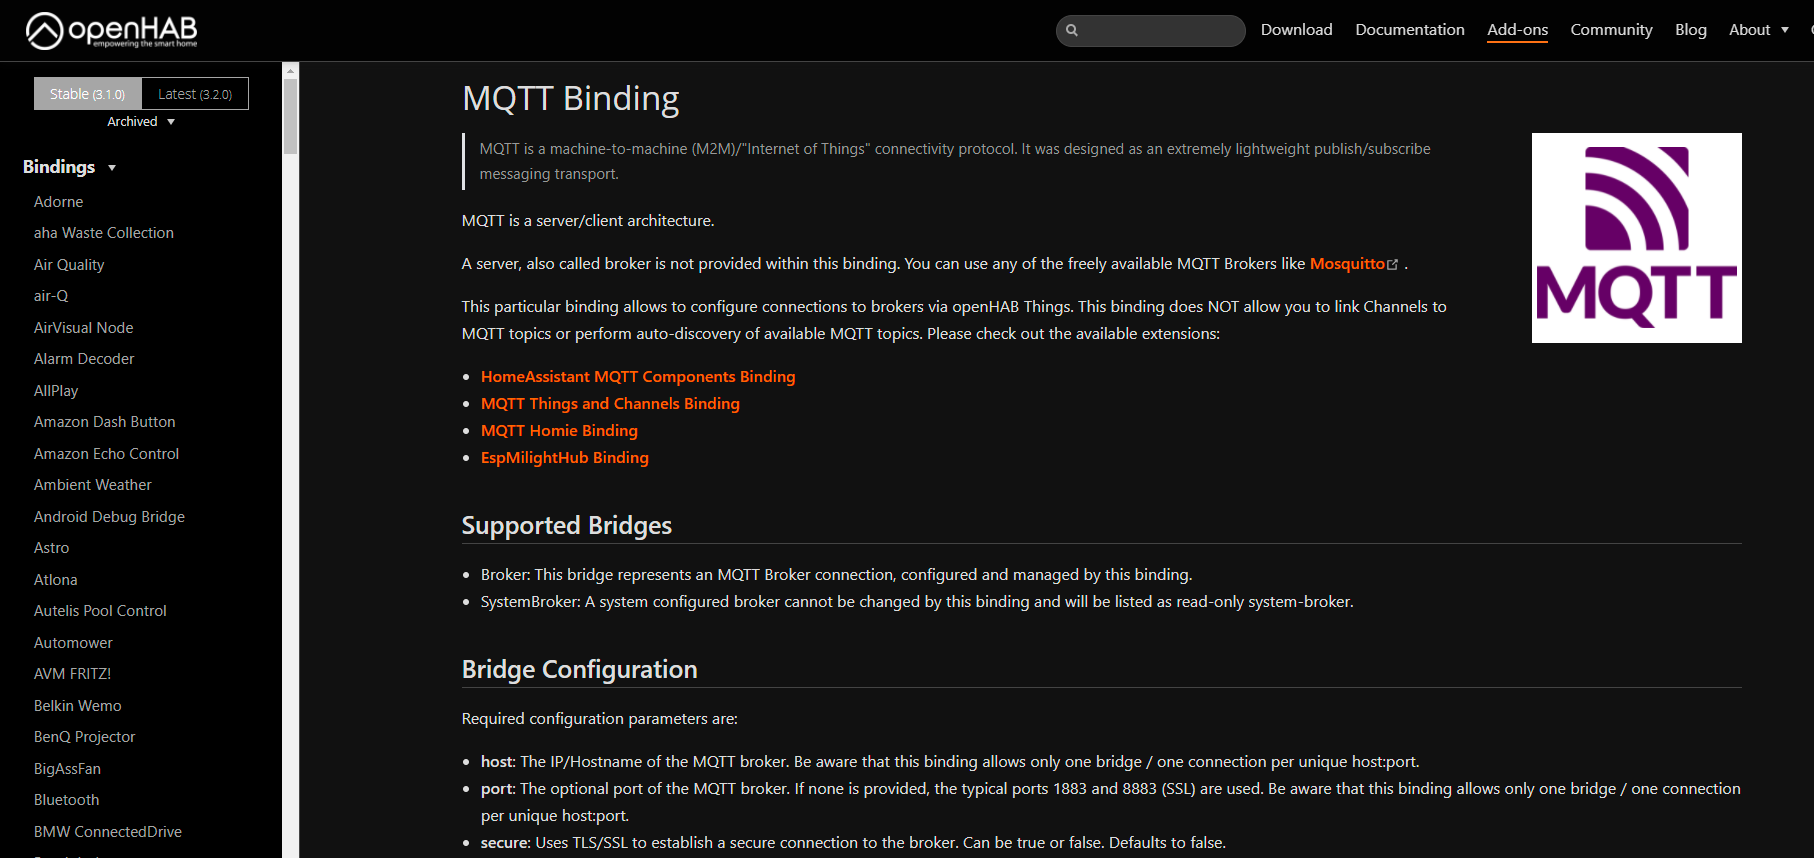 openHAB
empowering the smart home
Download Documentation Add-ons Community Blog About
Stable (3.1.0) Latest (3.2.0)
Archived
Bindings
Adorne
aha Waste Collection
Air Quality
air-Q
AirVisual Node
Alarm Decoder
AllPlay
Amazon Dash Button
Amazon Echo Control
Ambient Weather
Android Debug Bridge
Astro
Atlona
Autelis Pool Control
Automower
AVM FRITZ!
Belkin Wemo
BenQ Projector
BigAssFan
Bluetooth
BMW ConnectedDrive
MQTT Binding
MQTT is a machine-to-machine (M2M)/"Internet of Things" connectivity protocol. It was designed as an extremely lightweight publish/subscribe
messaging transport.
MQTT
MQTT is a server/client architecture.
A server, also called broker is not provided within this binding. You can use any of the freely available MQTT Brokers like Mosquitto .
This particular binding allows to configure connections to brokers via openHAB Things. This binding does NOT allow you to link Channels to
MQTT topics or perform auto-discovery of available MQTT topics. Please check out the available extensions:
• HomeAssistant MQTT Components Binding
• MQTT Things and Channels Binding
• MQTT Homie Binding
• EspMilightHub Binding
Supported Bridges
• Broker: This bridge represents an MQTT Broker connection, configured and managed by this binding.
• SystemBroker: A system configured broker cannot be changed by this binding and will be listed as read-only system-broker.
Bridge Configuration
Required configuration parameters are:
• host: The IP/Hostname of the MQTT broker. Be aware that this binding allows only one bridge / one connection per unique host:port.
• port: The optional port of the MQTT broker. If none is provided, the typical ports 1883 and 8883 (SSL) are used. Be aware that this binding allows only one bridge / one connection
per unique host:port.
• secure: Uses TLS/SSL to establish a secure connection to the broker. Can be true or false. Defaults to false.